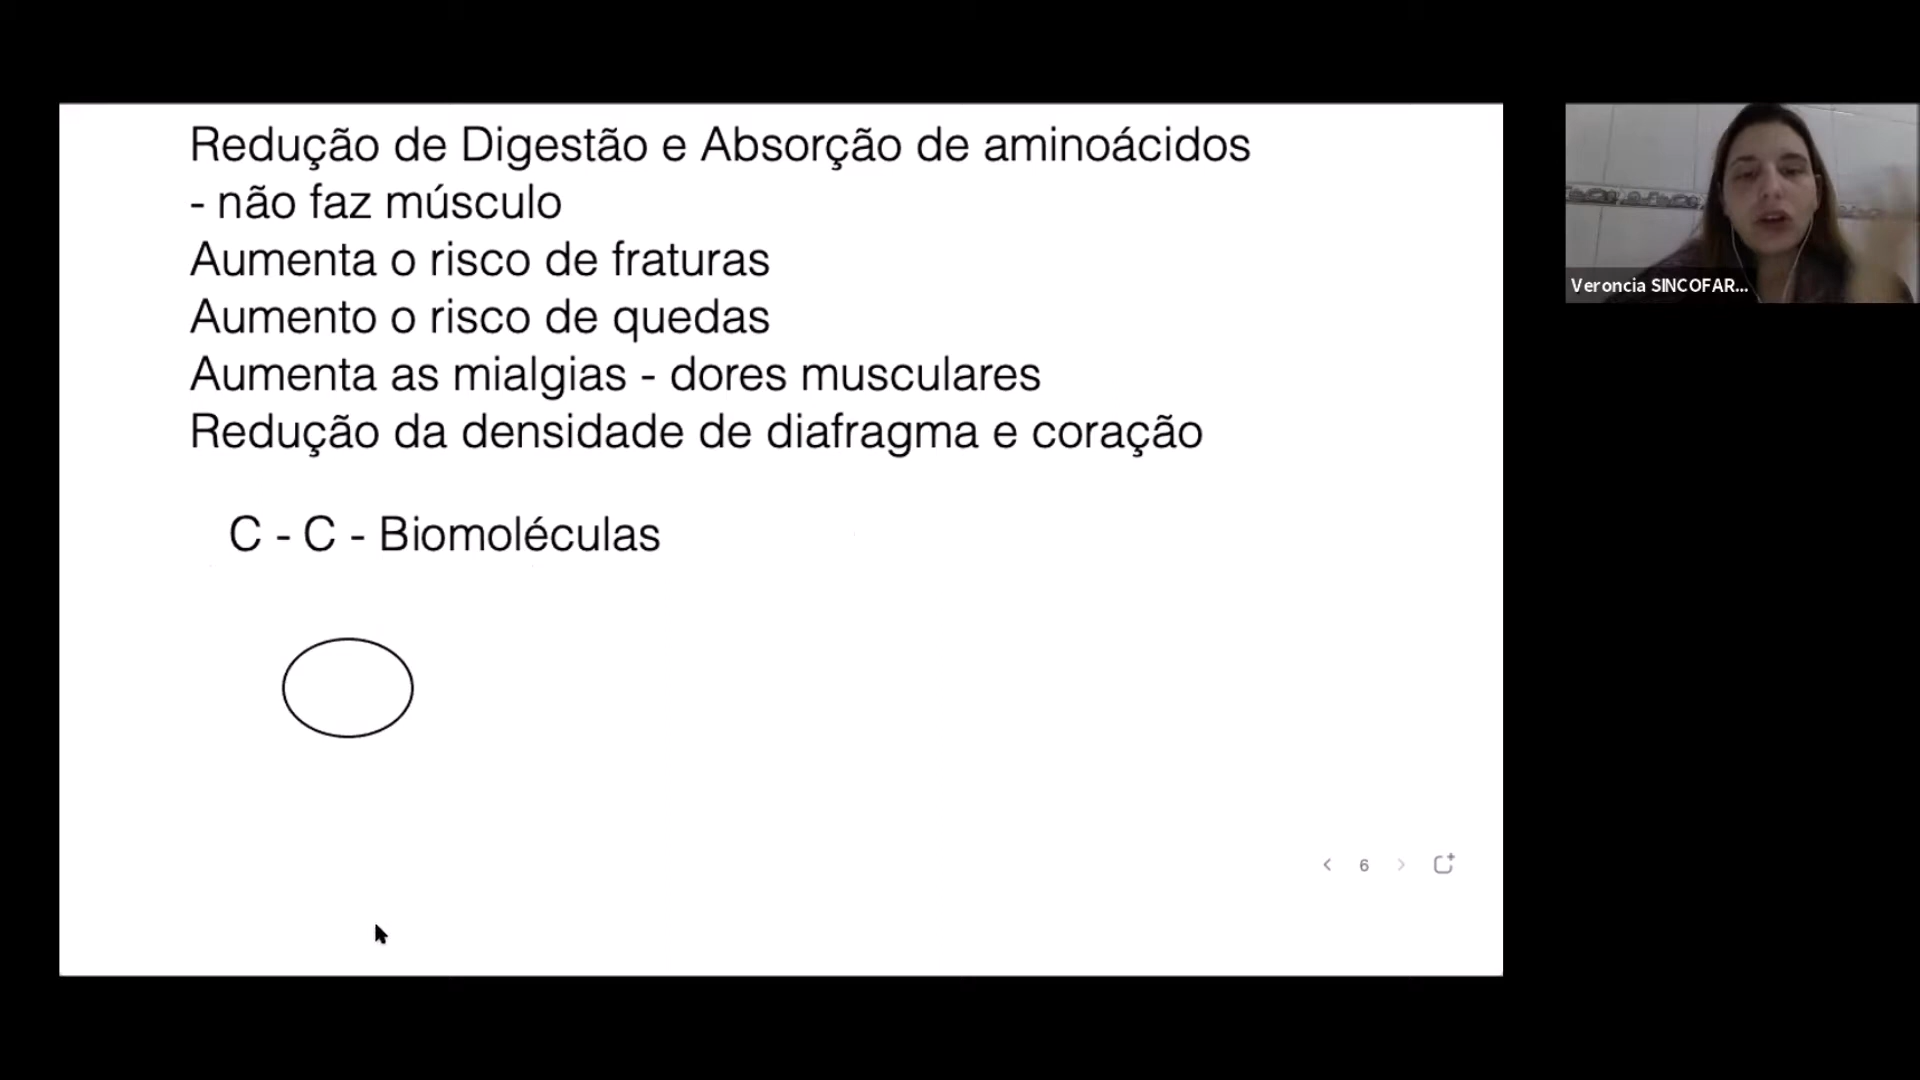 Redução de Digestão e Absorção de aminoácidos
- não faz músculo
Aumenta o risco de fraturas
Aumento o risco de quedas
Aumenta as mialgias - dores musculares
Redução da densidade de diafragma e coração
C - C - Biomoléculas
6
Veroncia SINCOFAR...